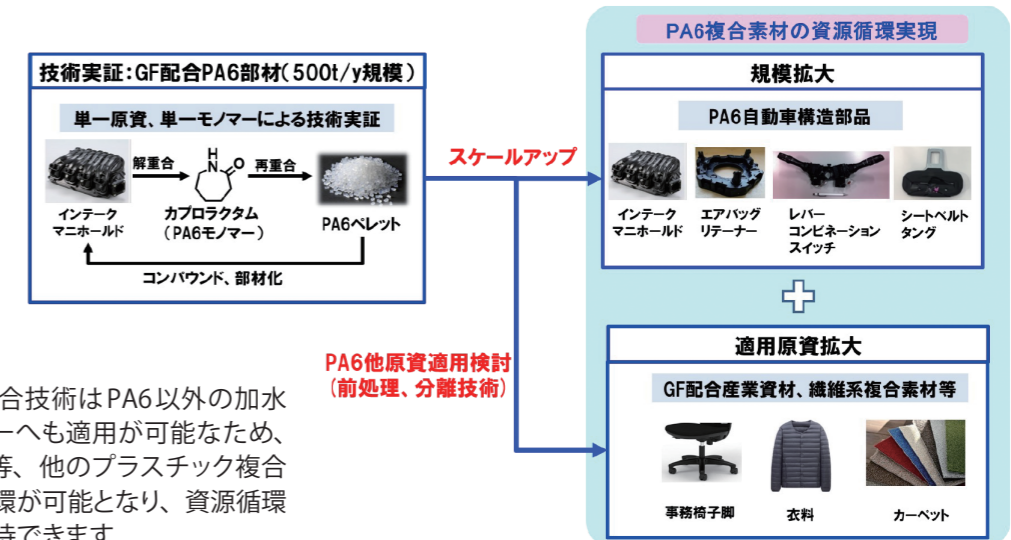 PA6複合素材の資源循環実現
技術実証:GF配合PA6部材(500t/y規模)
単一原資、単一モノマーによる技術実証
解重合
H
N
O
再重合
インテーク
マニホールド
カプロラクタム
(PA6モノマー)
PA6ペレット
コンパウンド、部材化
スケールアップ
PA6他原資適用検討
(前処理、分離技術)
規模拡大
PA6自動車構造部品
インテーク
マニホールド
エアバッグ
リテーナー
レバー
コンビネーション
スイッチ
シートベルト
タング
適用原資拡大
GF配合産業資材、繊維系複合素材等
事務椅子脚
衣料
カーペット
合技術はPA6以外の加水
ーへも適用が可能なため、
等、他のプラスチック複合
環が可能となり、資源循環
待できます